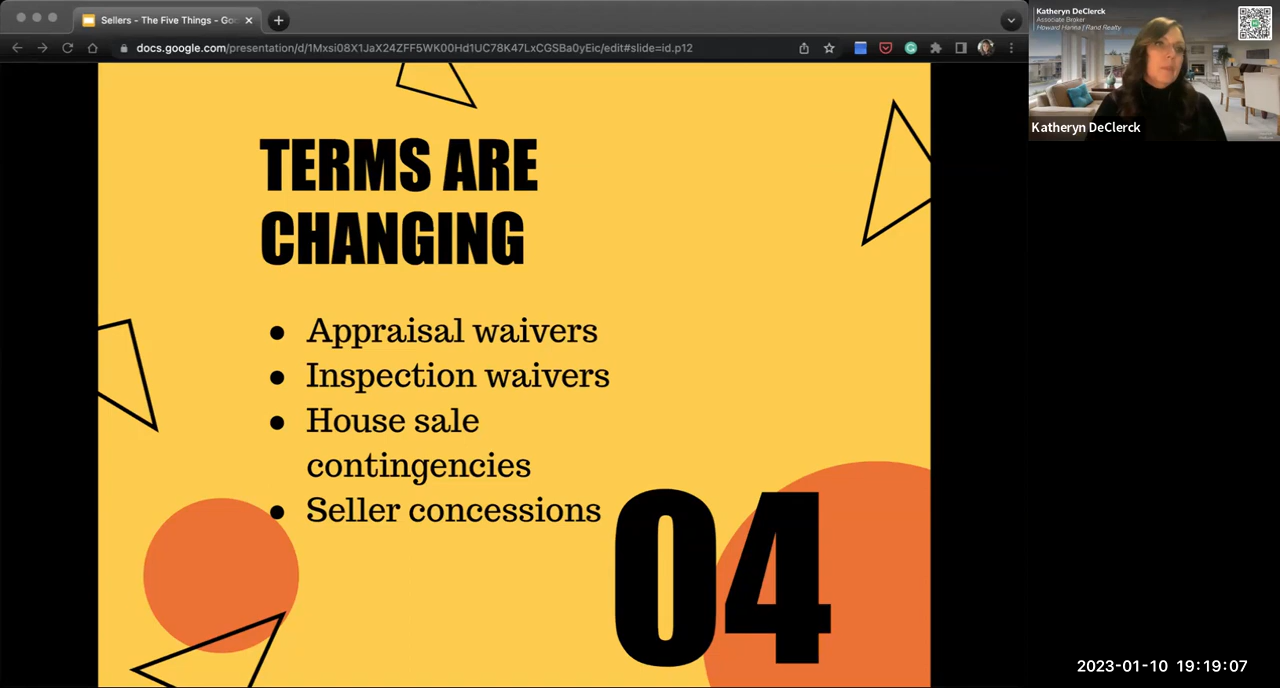 Sellers - The Five Things - Go
docs.google.com/presentation/d/1Mxsi08X1JaX24ZFF5WK00Hd1UC78K47LxCGSBa0yEic/edit#slide=id.p12
TERMS ARE
CHANGING
● Appraisal waivers
● Inspection waivers
● House sale
contingencies
● Seller concessions
04
Katheryn DeClerck
Associate Broker
Howard Hanna | Rand Realty
Katheryn DeClerck
2023-01-10 19:19:07